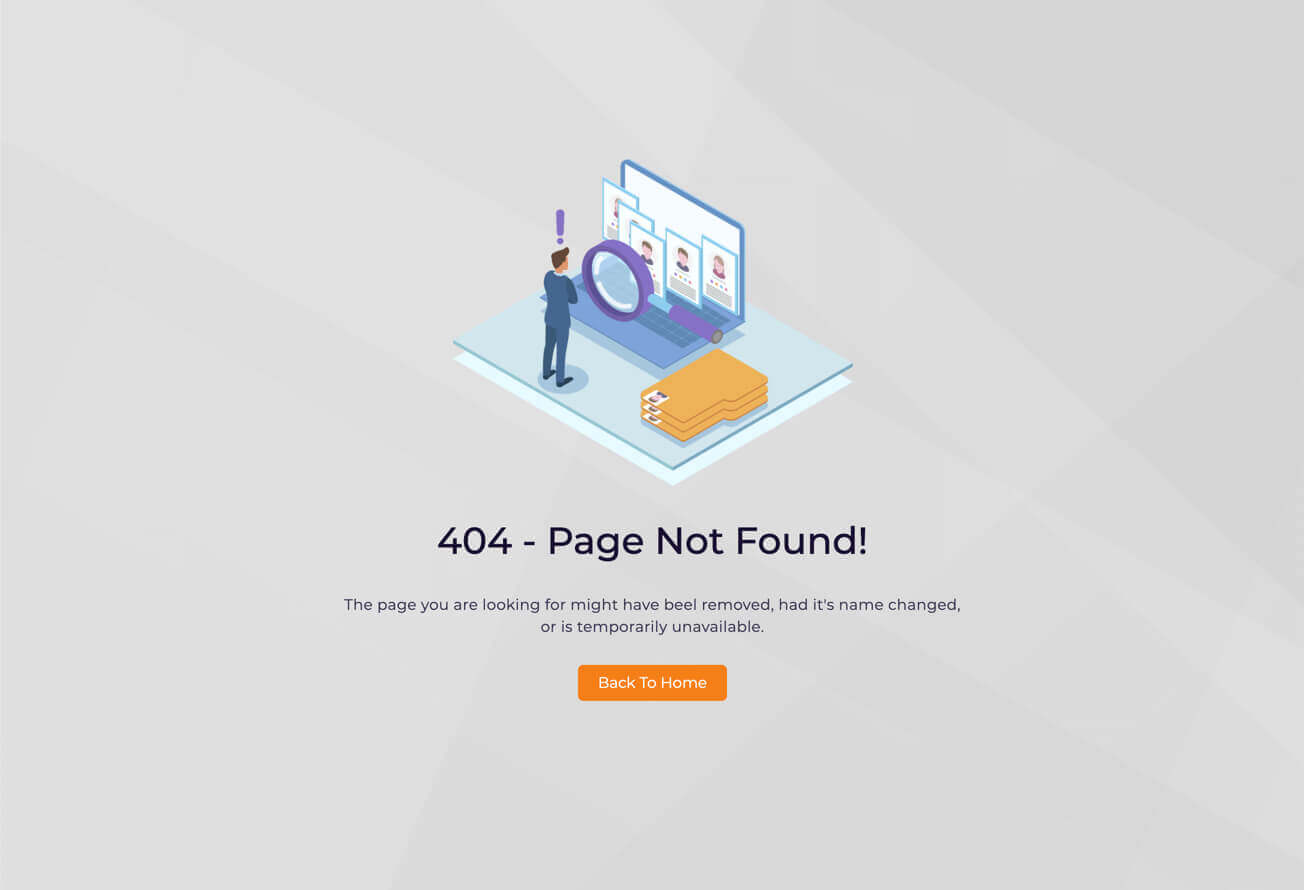 404 - Page Not Found!
The page you are looking for might have beel removed, had it's name changed,
or is temporarily unavailable.
Back To Home